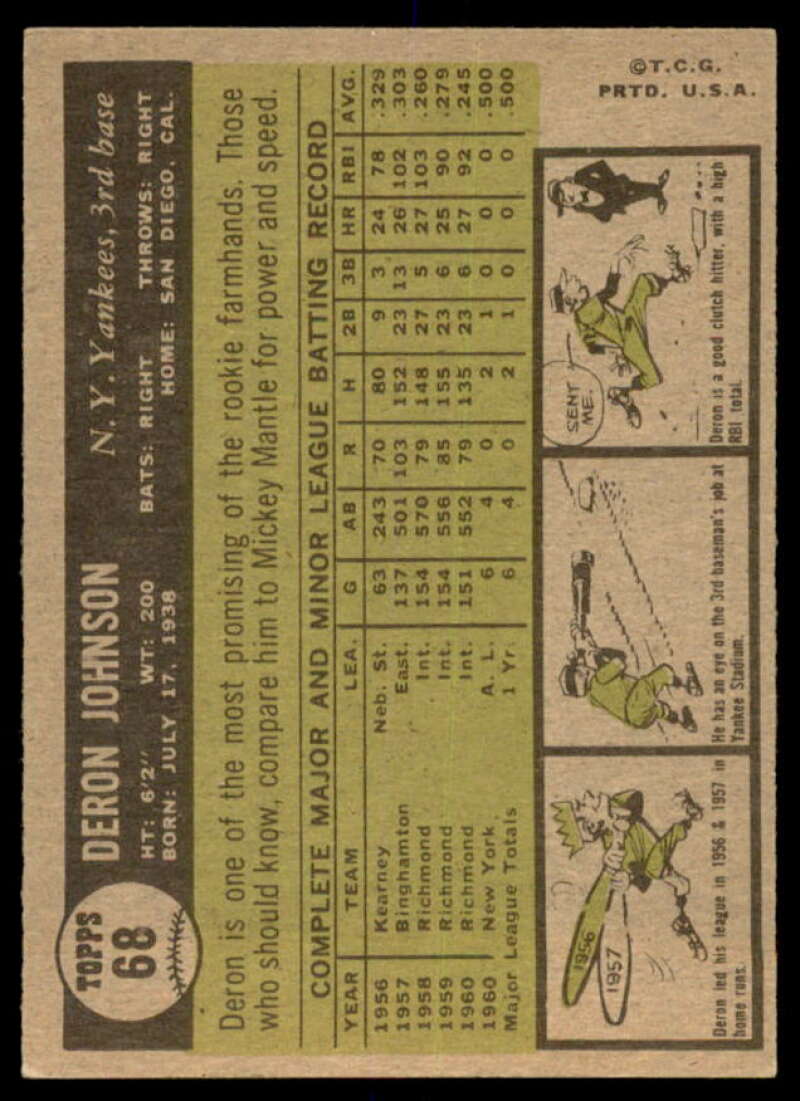 TOPPS
68
DERON JOHNSON N. Y. Yankees, 3rd base
HT: 6'2" WT: 200 BATS: RIGHT THROWS: RIGHT
BORN: JULY 17, 1938 HOME: SAN DIEGO, CAL.
Deron is one of the most promising of the rookie farmhands. Those
who should know, compare him to Mickey Mantle for power and speed.
COMPLETE MAJOR AND MINOR LEAGUE BATTING RECORD
YEAR TEAM LEA. G AB R H 2B 3B HR RBI AVG.
1956 Kearney Neb. St. 63 243 70 80 9 3 24 78 .329
1957 Binghamton East. 137 501 103 152 23 13 26 102 .303
1958 Richmond Int. 154 570 79 148 27 5 27 103 .260
1959 Richmond Int. 154 556 85 155 23 6 25 90 .279
1960 Richmond Int. 151 552 79 135 23 6 27 92 .245
1960 New York A. L. 6 4 0 2 1 0 0 0 .500
Major League Totals 1 Yr. 6 4 0 2 1 0 0 0 .500
1956
1957
Deron led his league in 1956 & 1957 in
home runs.
He has an eye on the 3rd baseman's job at
Yankee Stadium.
SENT
ME.
Deron is a good clutch hitter, with a high
RBI total.
©T.C.G.
PRTD. U.S.A.